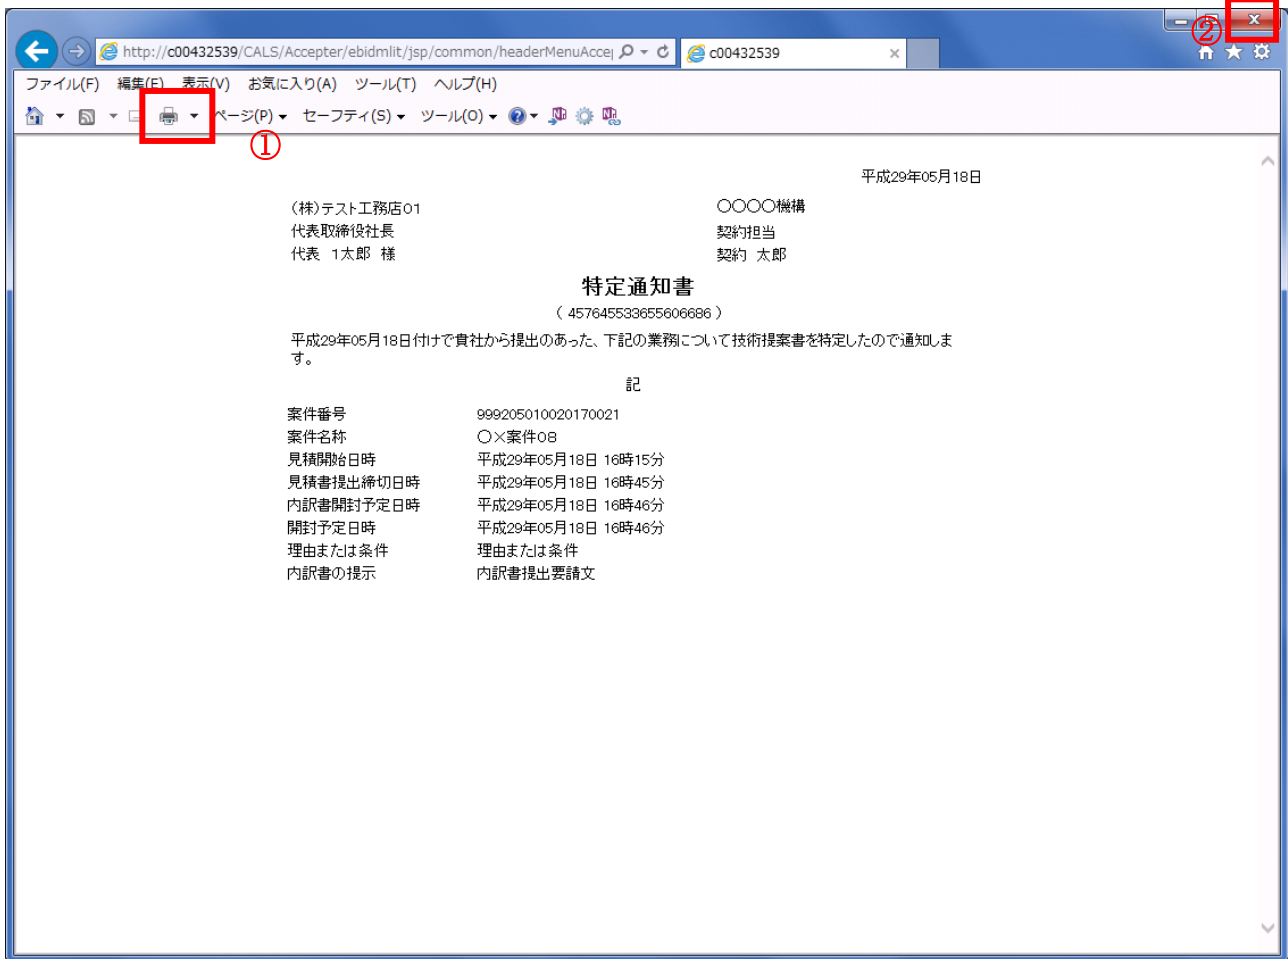 ②
http://c00432539/CALS/Accepter/ebidmlit/jsp/common/headerMenuAccep
c00432539
ファイル(F) 編集(E) 表示(V) お気に入り(A) ツール(T) ヘルプ(H)
ページ(P) セーフティ(S) ツール(O)
①
平成29年05月18日
(株)テスト工務店01
〇〇〇〇機構
代表取締役社長
契約担当
代表 1太郎 様
契約 太郎
特定通知書
( 457645533655606686 )
平成29年05月18日付けで貴社から提出のあった、下記の業務について技術提案書を特定したので通知しま
す。
記
案件番号 999205010020170021
案件名称 〇×案件08
見積開始日時 平成29年05月18日 16時15分
見積書提出締切日時 平成29年05月18日 16時45分
内訳書開封予定日時 平成29年05月18日 16時46分
開封予定日時 平成29年05月18日 16時46分
理由または条件 理由または条件
内訳書の提示 内訳書提出要請文